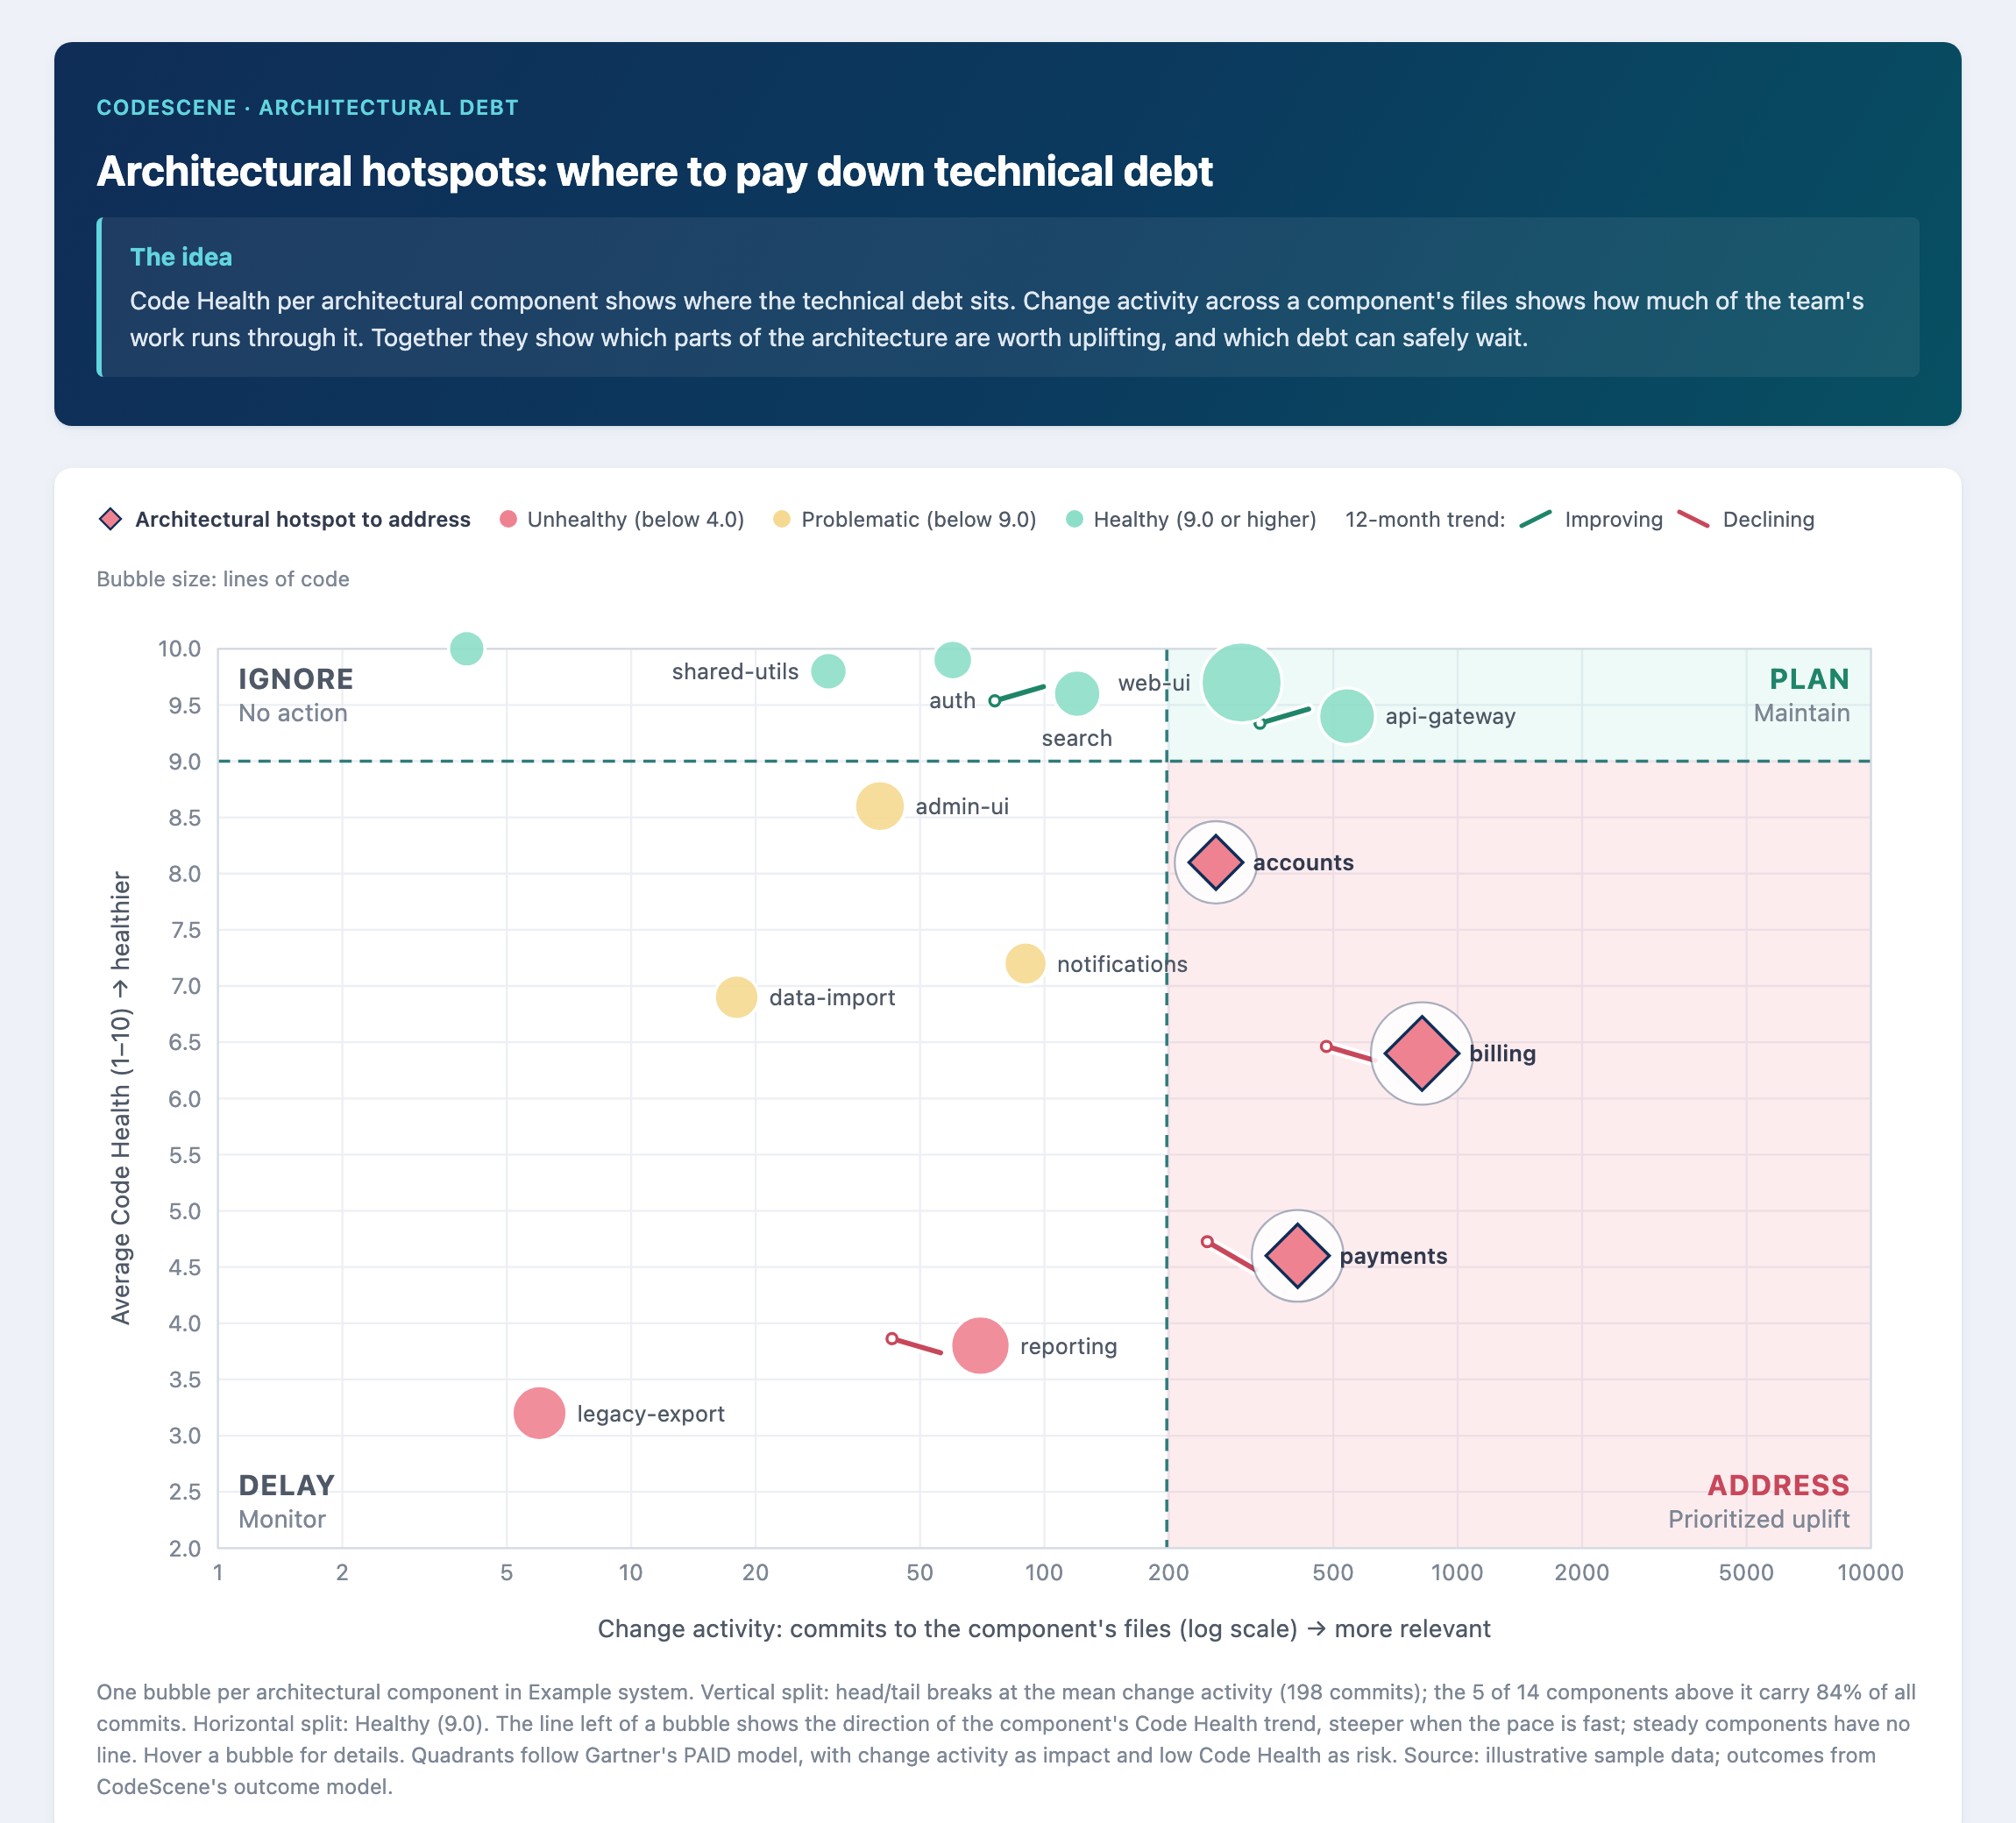 CODESCENE · ARCHITECTURAL DEBT
Architectural hotspots: where to pay down technical debt
The idea
Code Health per architectural component shows where the technical debt sits. Change activity across a component's files shows how much of the team's
work runs through it. Together they show which parts of the architecture are worth uplifting, and which debt can safely wait.
Architectural hotspot to address
Unhealthy (below 4.0)
Problematic (below 9.0)
Healthy (9.0 or higher)
12-month trend:
Improving
Declining
Bubble size: lines of code
10.0
9.5
9.0
8.5
8.0
7.5
7.0
6.5
6.0
5.5
5.0
4.5
4.0
3.5
3.0
2.5
2.0
Average Code Health (1–10) → healthier
IGNORE
No action
PLAN
Maintain
shared-utils
auth
web-ui
api-gateway
search
admin-ui
accounts
notifications
data-import
billing
payments
reporting
legacy-export
DELAY
Monitor
ADDRESS
Prioritized uplift
1
2
5
10
20
50
100
200
500
1000
2000
5000
10000
Change activity: commits to the component's files (log scale) → more relevant
One bubble per architectural component in Example system. Vertical split: head/tail breaks at the mean change activity (198 commits); the 5 of 14 components above it carry 84% of all
commits. Horizontal split: Healthy (9.0). The line left of a bubble shows the direction of the component's Code Health trend, steeper when the pace is fast; steady components have no
line. Hover a bubble for details. Quadrants follow Gartner's PAID model, with change activity as impact and low Code Health as risk. Source: illustrative sample data; outcomes from
CodeScene's outcome model.